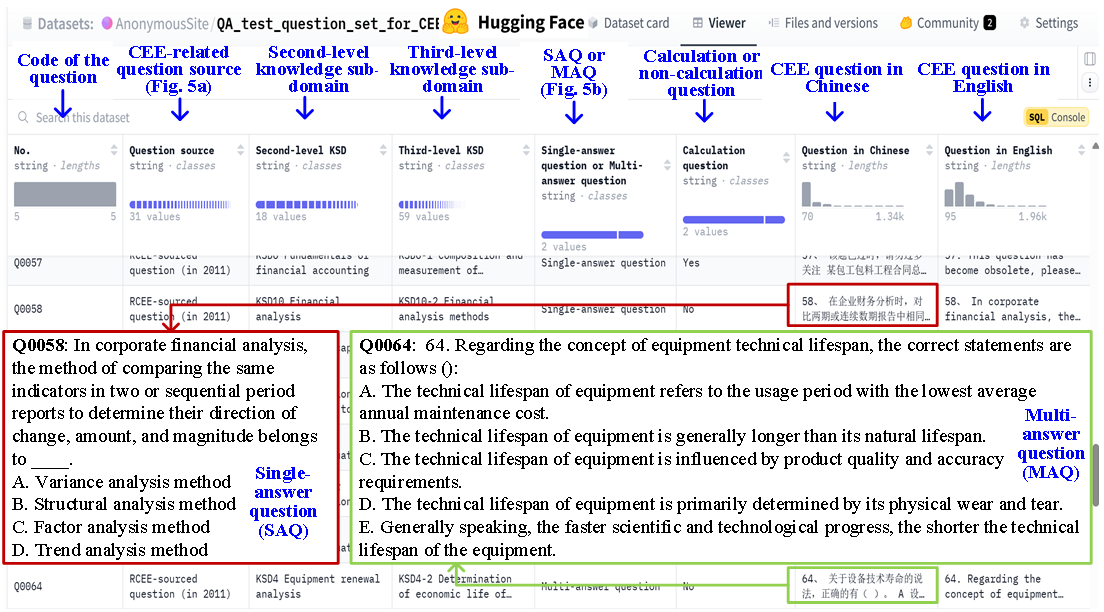 Datasets: AnonymousSite/QA_test_question_set_for_CEE Hugging Face Dataset card Viewer Files and versions Community 2 Settings
Code of the question
CEE-related question source (Fig. 5a)
Second-level knowledge sub-domain
Third-level knowledge sub-domain
SAQ or MAQ (Fig. 5b)
Calculation or non-calculation question
CEE question in Chinese
CEE question in English
Search this dataset
SQL Console
No.
string · lengths
5 5
Question source
string · classes
31 values
Second-level KSD
string · classes
18 values
Third-level KSD
string · classes
59 values
Single-answer question or Multi-answer question
string · classes
2 values
Calculation question
string · classes
2 values
Question in Chinese
string · lengths
70 1.34k
Question in English
string · lengths
95 1.96k
Q0057
question (in 2011)
financial accounting
measurement of…
Single-answer question
Yes
关注 某包工包料工程合同总…
become obsolete, please…
Q0058
RCEE-sourced
question (in 2011)
KSD10 Financial
analysis
KSD10-2 Financial
analysis methods
Single-answer question
No
58、 在企业财务分析时，对
比两期或连续数期报告中相同…
58. In corporate
financial analysis, the…
Q0058: In corporate financial analysis,
the method of comparing the same
indicators in two or sequential period
reports to determine their direction of
change, amount, and magnitude belongs
to ____.
A. Variance analysis method
B. Structural analysis method
C. Factor analysis method
D. Trend analysis method
Single-
answer
question
(SAQ)
Q0064: 64. Regarding the concept of equipment technical lifespan, the correct statements are
as follows ():
A. The technical lifespan of equipment refers to the usage period with the lowest average
annual maintenance cost.
B. The technical lifespan of equipment is generally longer than its natural lifespan.
C. The technical lifespan of equipment is influenced by product quality and accuracy
requirements.
D. The technical lifespan of equipment is primarily determined by its physical wear and tear.
E. Generally speaking, the faster scientific and technological progress, the shorter the technical
lifespan of the equipment.
Multi-
answer
question
(MAQ)
Q0064
RCEE-sourced
question (in 2011)
KSD4 Equipment renewal
analysis
KSD4-2 Determination
of economic life of…
Multi-answer question
No
64、 关于设备技术寿命的说
法，正确的有（ ）。 A 设…
64. Regarding the
concept of equipment…